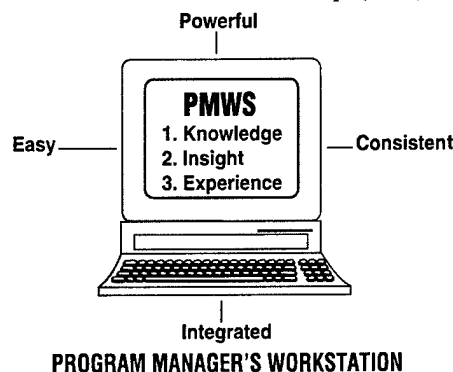 Powerful
PMWS
1. Knowledge
2. Insight
3. Experience
Easy
Consistent
Integrated
PROGRAM MANAGER'S WORKSTATION